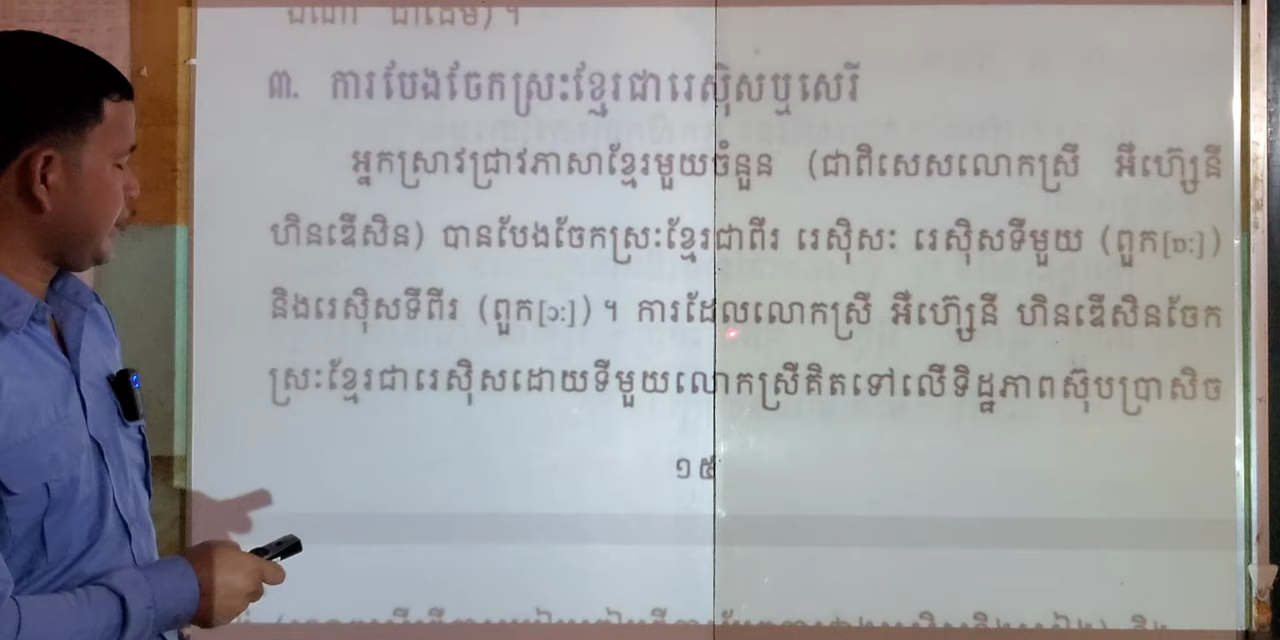 ៣. ការបែងចែកស្រះខ្មែរជារេស៊ិសឬសេរី
អ្នកស្រាវជ្រាវភាសាខ្មែរមួយចំនួន (ជាពិសេសលោកស្រី អឺហ្ស៊េនី
ហិនឌើសិន) បានបែងចែកស្រះខ្មែរជាពីរ រេស៊ិសៈ រេស៊ិសទីមួយ (ពួក[ɒː])
និងរេស៊ិសទីពីរ (ពួក[ɔː])។ ការដែលលោកស្រី អឺហ្ស៊េនី ហិនឌើសិនចែក
ស្រះខ្មែរជារេស៊ិសដោយទីមួយលោកស្រីគិតទៅលើទិដ្ឋភាពស៊ុបប្រាសិច
១៥